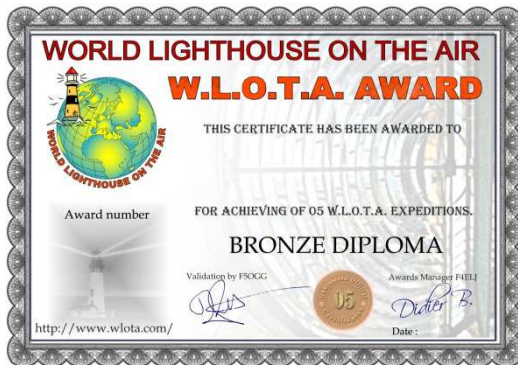 WORLD LIGHTHOUSE ON THE AIR
W.L.O.T.A. AWARD
WORLD LIGHTHOUSE ON THE AIR
THIS CERTIFICATE HAS BEEN AWARDED TO
Award number
FOR ACHIEVING OF 05 W.L.O.T.A. EXPEDITIONS.
BRONZE DIPLOMA
Validation by F5OGG
Awards Manager F4ELJ
05
Didier B.
http://www.wlota.com/
Date :